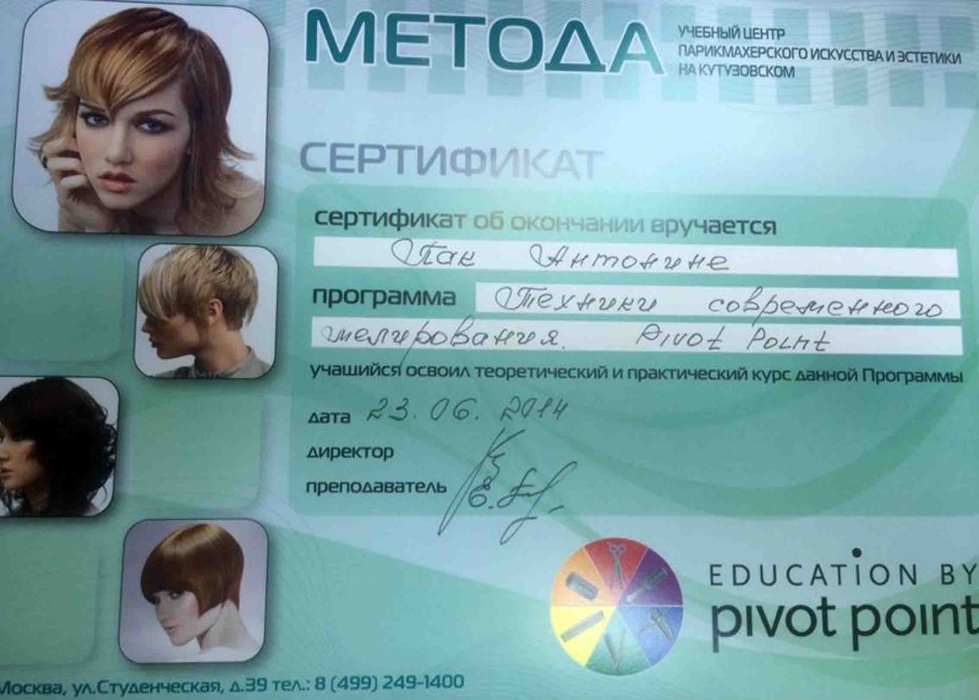 МЕТОДА
УЧЕБНЫЙ ЦЕНТР
ПАРИКМАХЕРСКОГО ИСКУССТВА И ЭСТЕТИКИ
НА КУТУЗОВСКОМ
СЕРТИФИКАТ
сертификат об окончании вручается
Пак Антонине
программа Техники современного
мелирования. Pivot Point
учащийся освоил теоретический и практический курс данной Программы
дата 23.06.2014
директор
преподаватель
EDUCATION BY
pivot point
Москва, ул.Студенческая, д.39 тел.: 8 (499) 249-1400